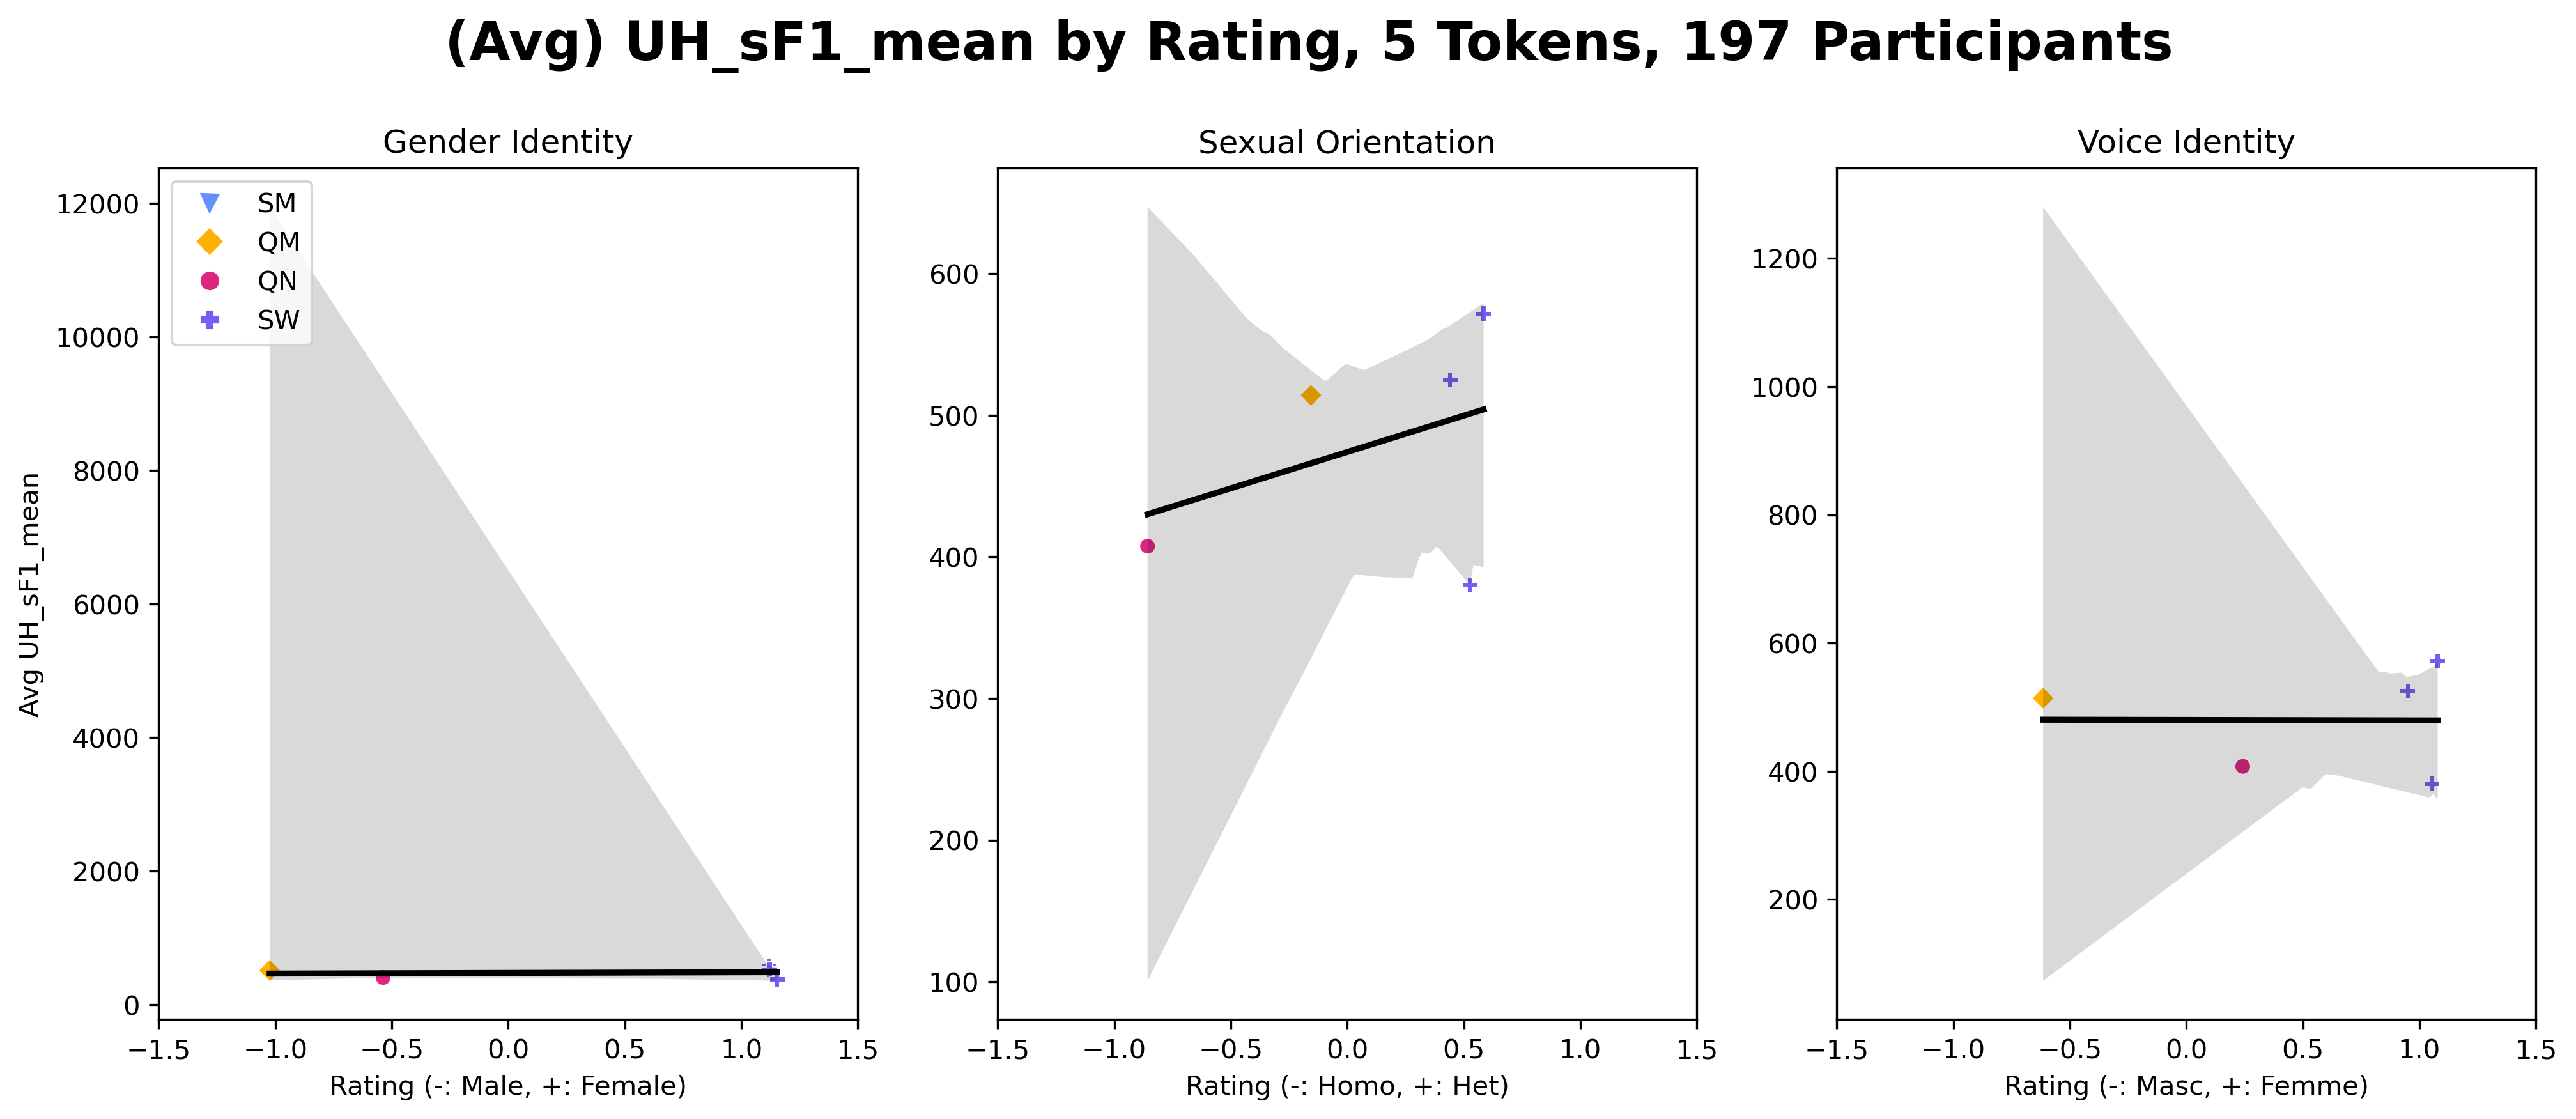 (Avg) UH_sF1_mean by Rating, 5 Tokens, 197 Participants
Gender Identity
SM
QM
QN
SW
12000
10000
8000
6000
4000
2000
0
Avg UH_sF1_mean
−1.5 −1.0 −0.5 0.0 0.5 1.0 1.5
Rating (-: Male, +: Female)
Sexual Orientation
600
500
400
300
200
100
−1.5 −1.0 −0.5 0.0 0.5 1.0 1.5
Rating (-: Homo, +: Het)
Voice Identity
1200
1000
800
600
400
200
−1.5 −1.0 −0.5 0.0 0.5 1.0 1.5
Rating (-: Masc, +: Femme)